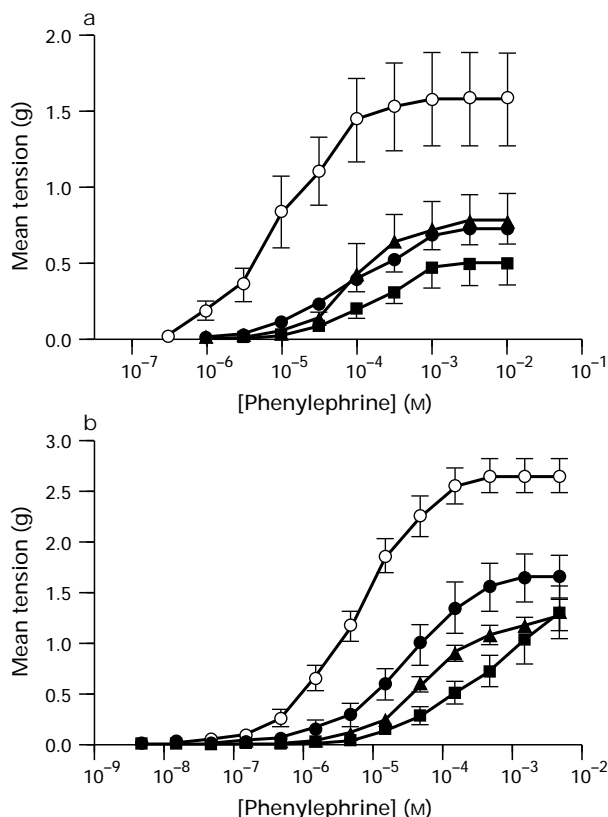 a
Mean tension (g)
2.0
1.5
1.0
0.5
0.0
10⁻⁷ 10⁻⁶ 10⁻⁵ 10⁻⁴ 10⁻³ 10⁻² 10⁻¹
[Phenylephrine] (M)
b
Mean tension (g)
3.0
2.5
2.0
1.5
1.0
0.5
0.0
10⁻⁹ 10⁻⁸ 10⁻⁷ 10⁻⁶ 10⁻⁵ 10⁻⁴ 10⁻³ 10⁻²
[Phenylephrine] (M)